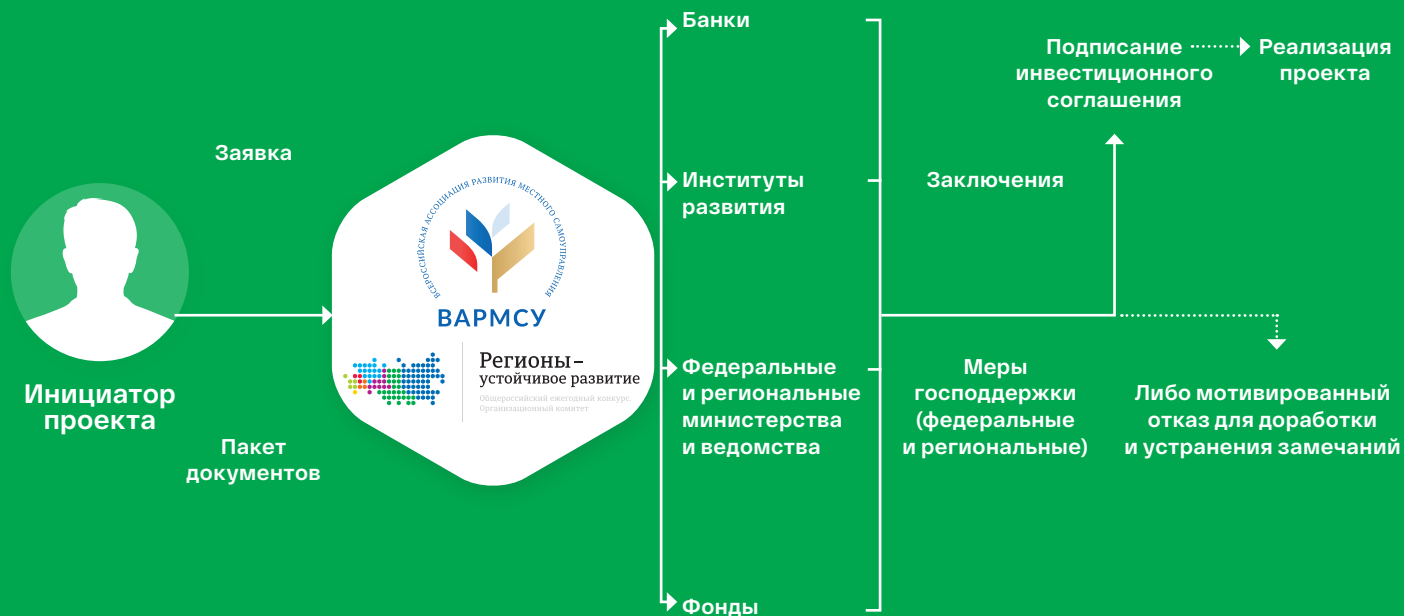 Заявка
Инициатор
проекта
Пакет
документов
ВСЕРОССИЙСКАЯ АССОЦИАЦИЯ РАЗВИТИЯ МЕСТНОГО САМОУПРАВЛЕНИЯ
ВАРМСУ
Регионы–
устойчивое развитие
Общероссийский ежегодный конкурс.
Организационный комитет
Банки
Институты
развития
Федеральные
и региональные
министерства
и ведомства
Фонды
Заключения
Меры
господдержки
(федеральные
и региональные)
Подписание
инвестиционного
соглашения
Реализация
проекта
Либо мотивированный
отказ для доработки
и устранения замечаний